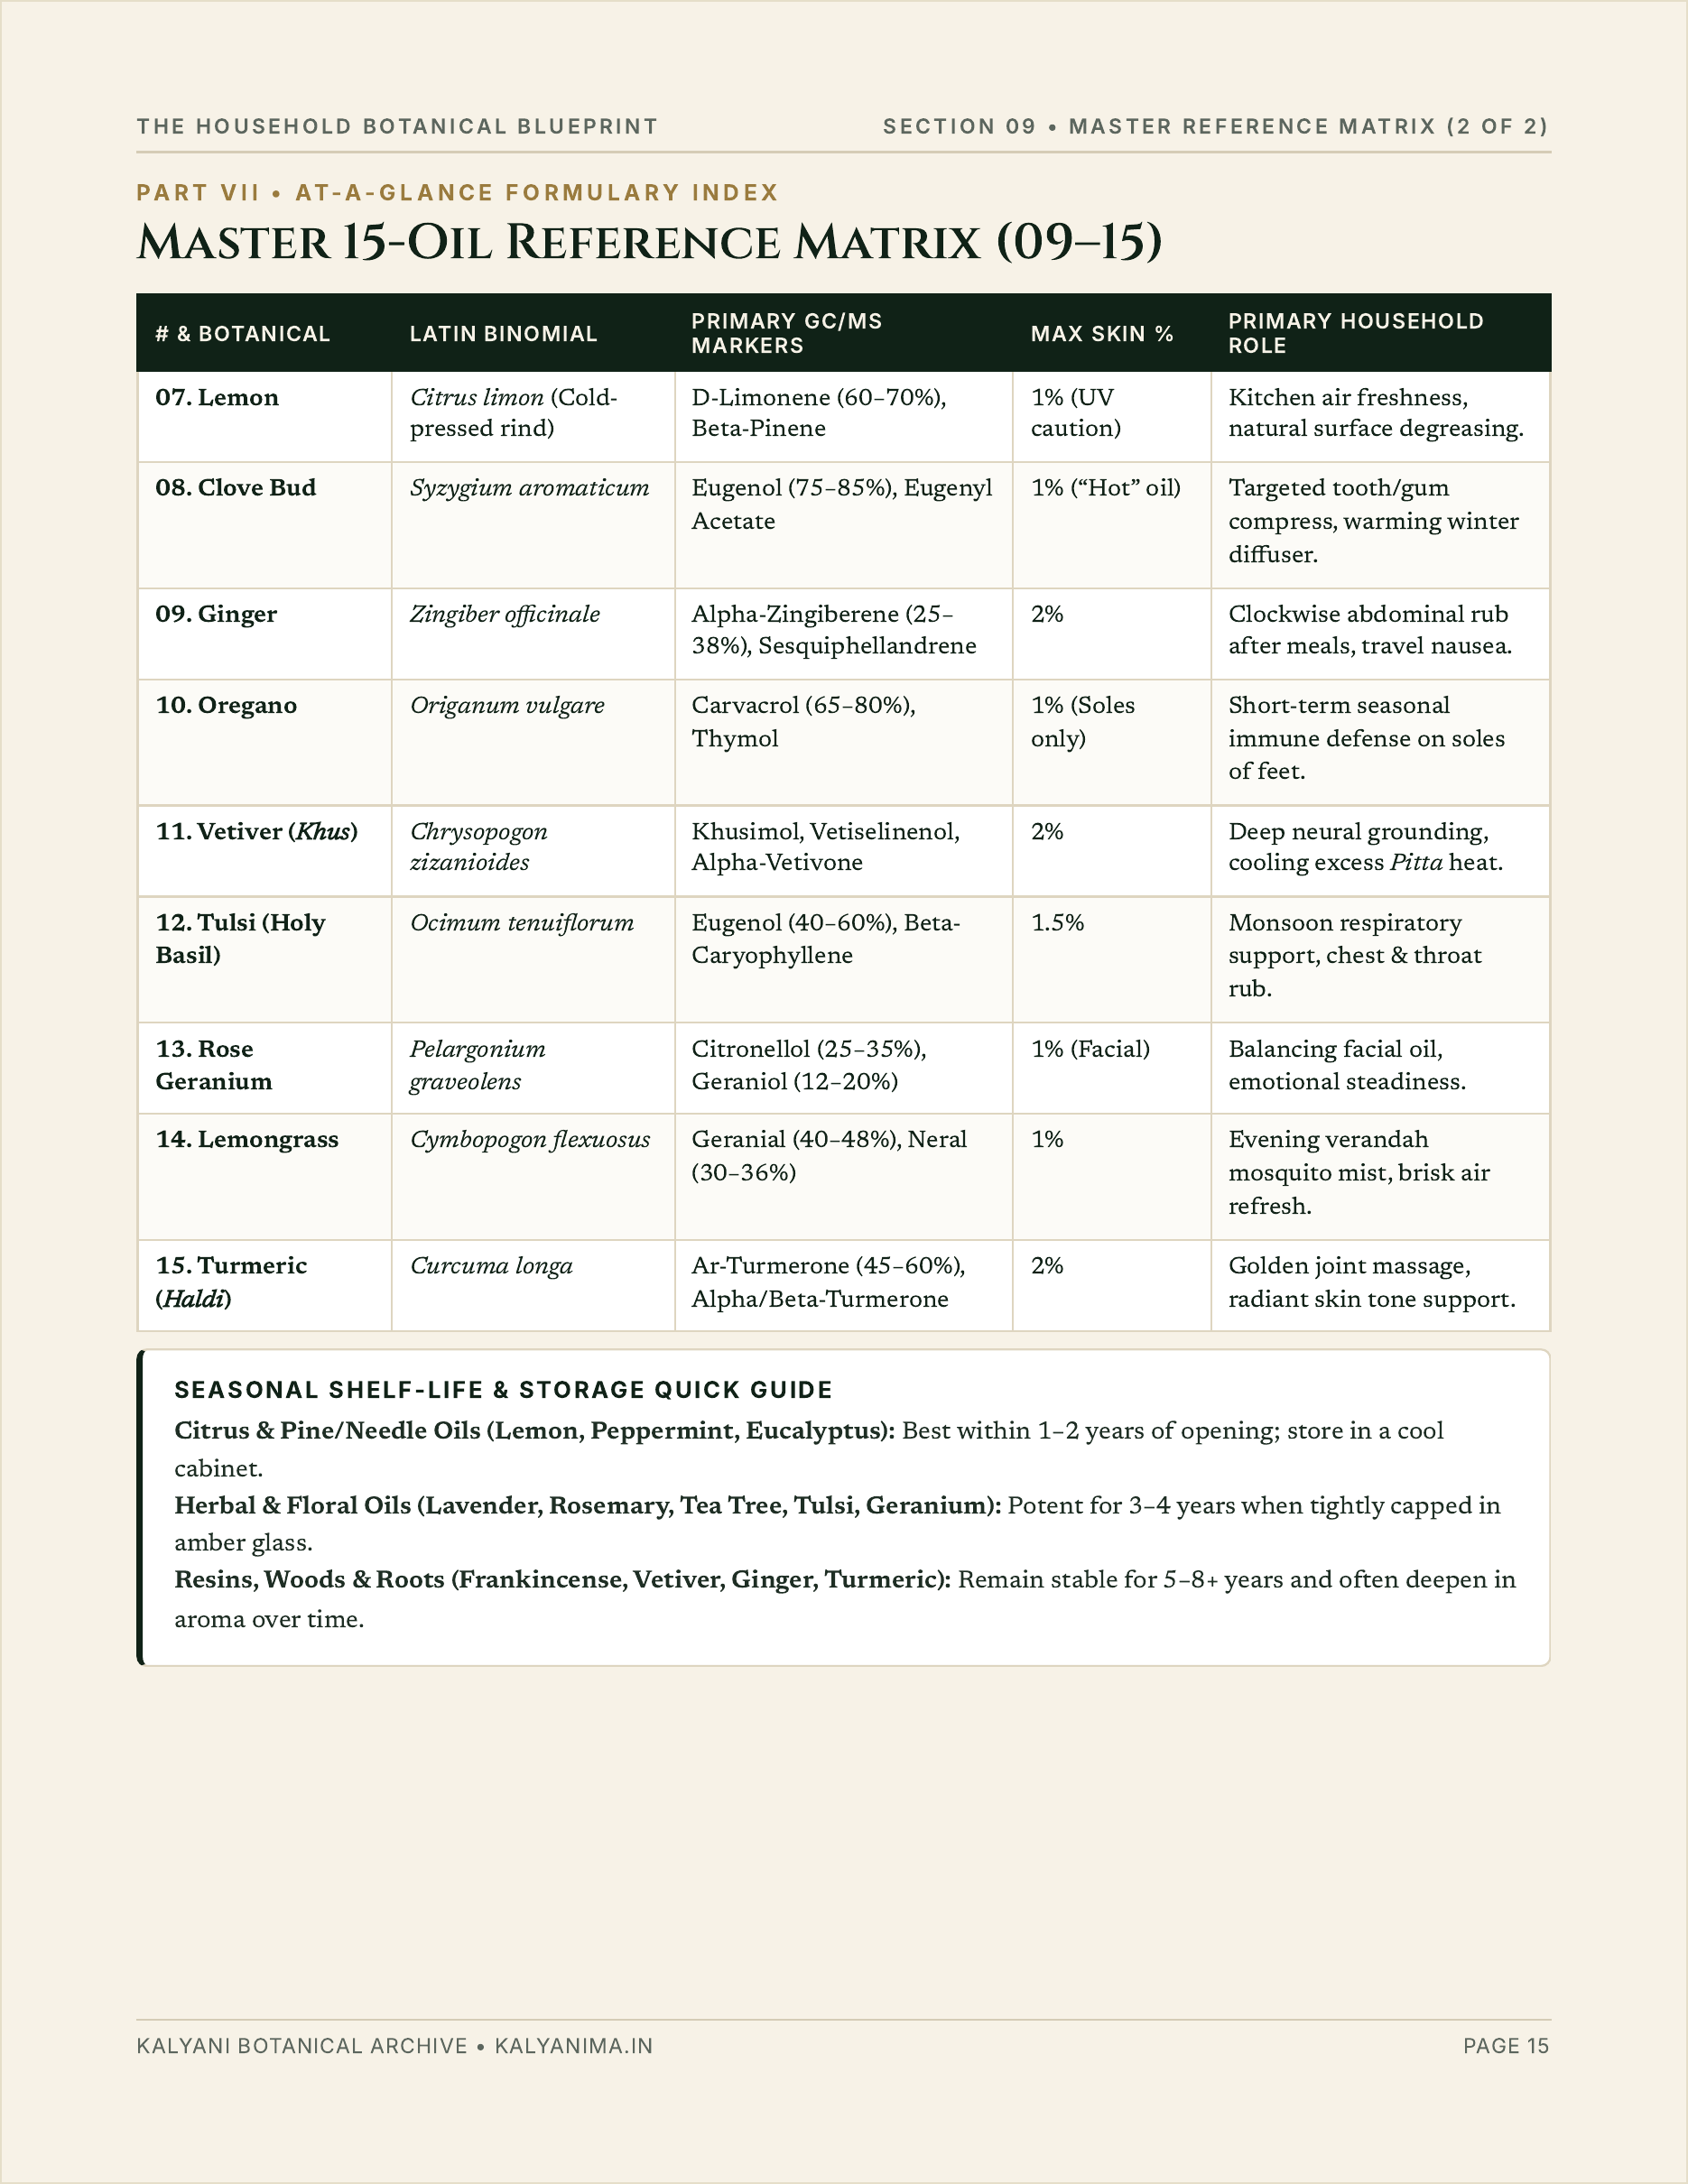 THE HOUSEHOLD BOTANICAL BLUEPRINT
SECTION 09 • MASTER REFERENCE MATRIX (2 OF 2)
PART VII • AT-A-GLANCE FORMULARY INDEX
MASTER 15-OIL REFERENCE MATRIX (09–15)
# & BOTANICAL
LATIN BINOMIAL
PRIMARY GC/MS
MARKERS
MAX SKIN %
PRIMARY HOUSEHOLD
ROLE
07. Lemon
Citrus limon (Cold-
pressed rind)
D-Limonene (60–70%),
Beta-Pinene
1% (UV
caution)
Kitchen air freshness,
natural surface degreasing.
08. Clove Bud
Syzygium aromaticum
Eugenol (75–85%), Eugenyl
Acetate
1% (“Hot” oil)
Targeted tooth/gum
compress, warming winter
diffuser.
09. Ginger
Zingiber officinale
Alpha-Zingiberene (25–
38%), Sesquiphellandrene
2%
Clockwise abdominal rub
after meals, travel nausea.
10. Oregano
Origanum vulgare
Carvacrol (65–80%),
Thymol
1% (Soles
only)
Short-term seasonal
immune defense on soles
of feet.
11. Vetiver (Khus)
Chrysopogon
zizanioides
Khusimol, Vetiselinenol,
Alpha-Vetivone
2%
Deep neural grounding,
cooling excess Pitta heat.
12. Tulsi (Holy
Basil)
Ocimum tenuiflorum
Eugenol (40–60%), Beta-
Caryophyllene
1.5%
Monsoon respiratory
support, chest & throat
rub.
13. Rose
Geranium
Pelargonium
graveolens
Citronellol (25–35%),
Geraniol (12–20%)
1% (Facial)
Balancing facial oil,
emotional steadiness.
14. Lemongrass
Cymbopogon flexuosus
Geranial (40–48%), Neral
(30–36%)
1%
Evening verandah
mosquito mist, brisk air
refresh.
15. Turmeric
(Haldi)
Curcuma longa
Ar-Turmerone (45–60%),
Alpha/Beta-Turmerone
2%
Golden joint massage,
radiant skin tone support.
SEASONAL SHELF-LIFE & STORAGE QUICK GUIDE
Citrus & Pine/Needle Oils (Lemon, Peppermint, Eucalyptus): Best within 1–2 years of opening; store in a cool
cabinet.
Herbal & Floral Oils (Lavender, Rosemary, Tea Tree, Tulsi, Geranium): Potent for 3–4 years when tightly capped in
amber glass.
Resins, Woods & Roots (Frankincense, Vetiver, Ginger, Turmeric): Remain stable for 5–8+ years and often deepen in
aroma over time.
KALYANI BOTANICAL ARCHIVE • KALYANIMA.IN
PAGE 15